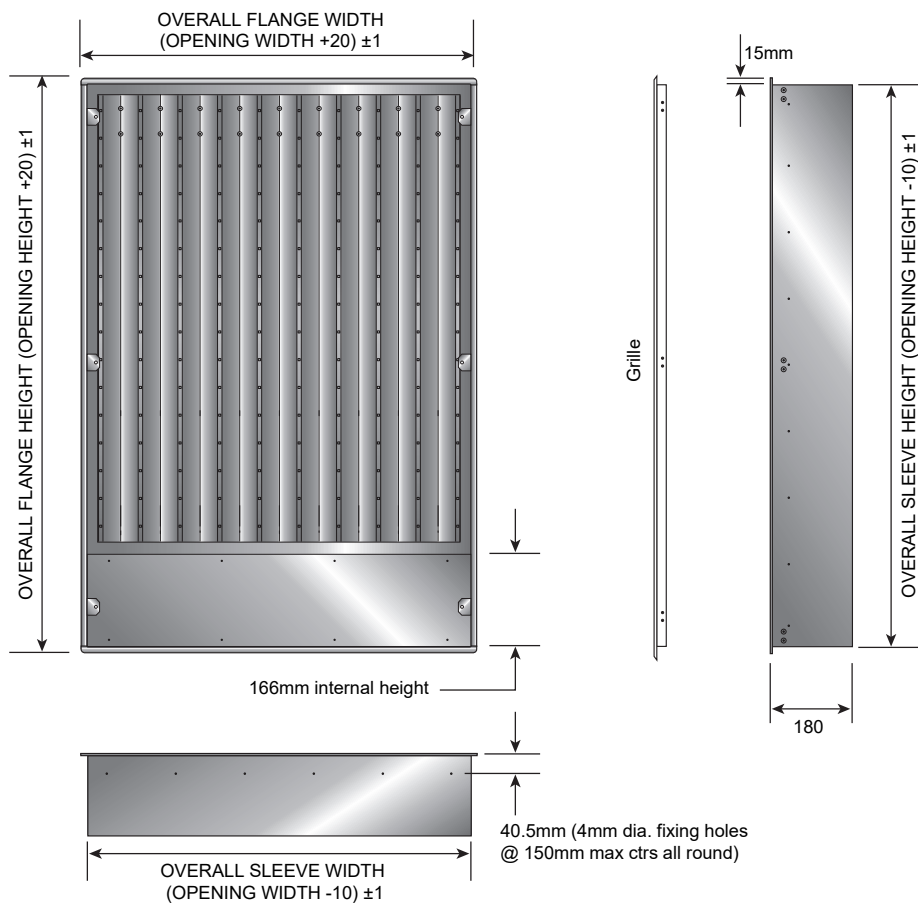 OVERALL FLANGE WIDTH
(OPENING WIDTH +20) ±1
15mm
OVERALL FLANGE HEIGHT (OPENING HEIGHT +20) ±1
Grille
OVERALL SLEEVE HEIGHT (OPENING HEIGHT -10) ±1
166mm internal height
180
40.5mm (4mm dia. fixing holes
@ 150mm max ctrs all round)
OVERALL SLEEVE WIDTH
(OPENING WIDTH -10) ±1